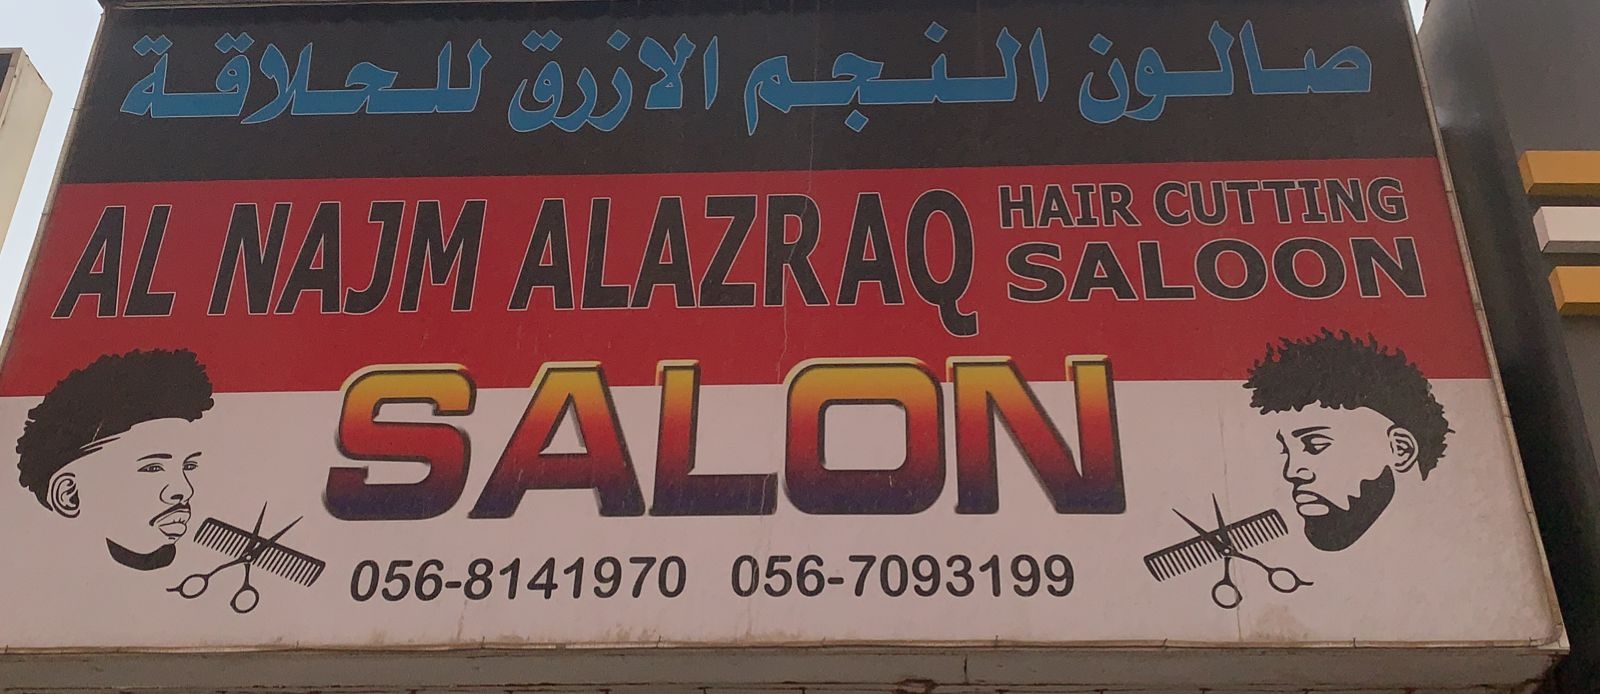 صالون النجم الازرق للحلاقة
AL NAJM ALAZRAQ HAIR CUTTING SALOON
SALON
056-8141970 056-7093199